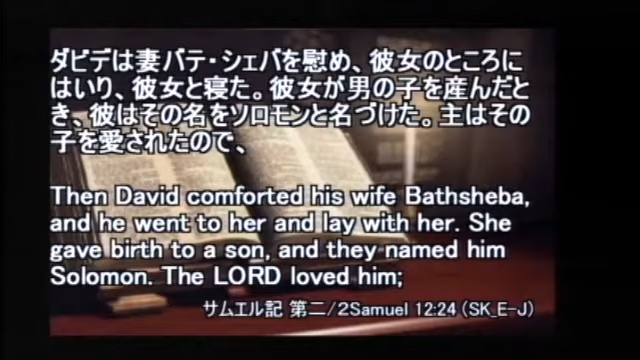 ダビデは妻バテ・シェバを慰め、彼女のところに
はいり、彼女と寝た。彼女が男の子を産んだと
き、彼はその名をソロモンと名づけた。主はその
子を愛されたので、
Then David comforted his wife Bathsheba,
and he went to her and lay with her. She
gave birth to a son, and they named him
Solomon. The LORD loved him;
サムエル記 第二/2Samuel 12:24 (SK_E-J)